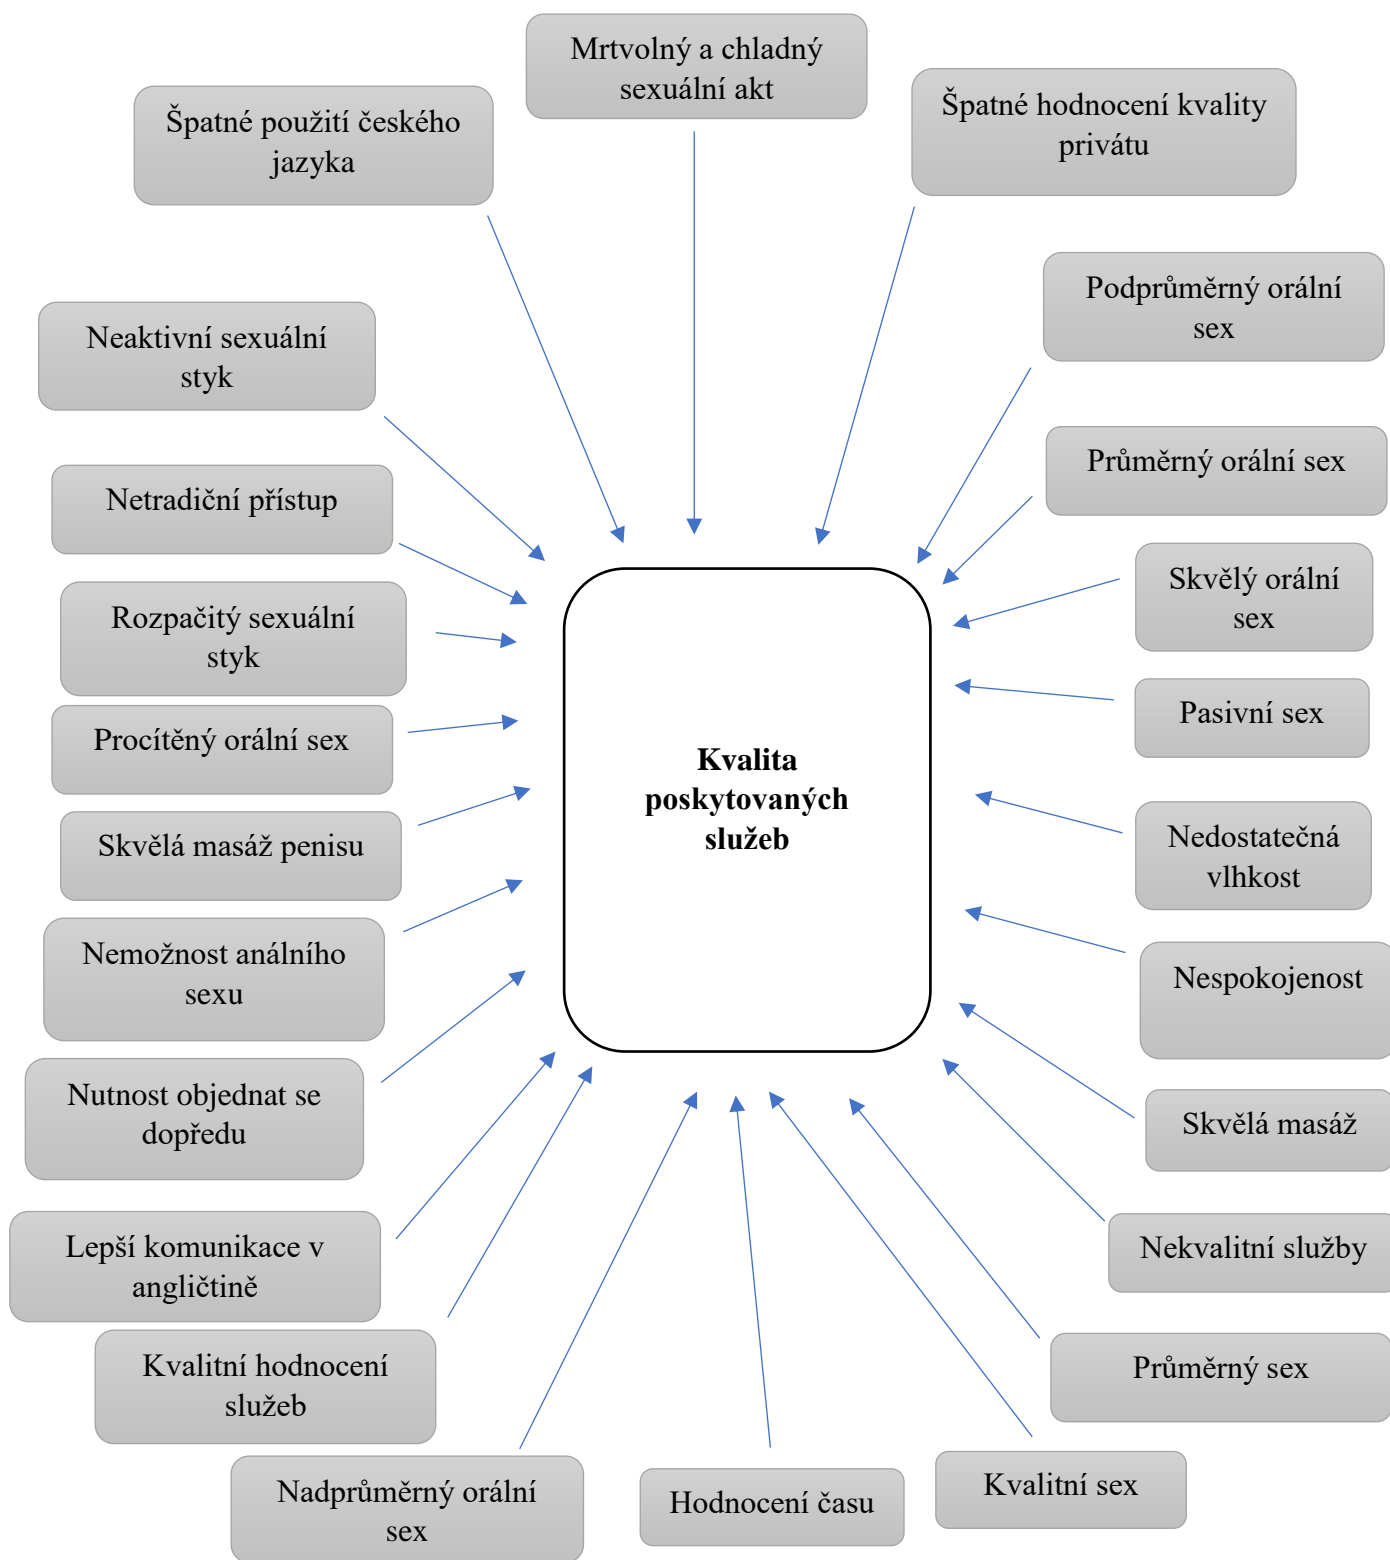 Mrtvolný a chladný
sexuální akt
Špatné použití českého
jazyka
Špatné hodnocení kvality
privátu
Podprůměrný orální
sex
Neaktivní sexuální
styk
Průměrný orální sex
Netradiční přístup
Skvělý orální
sex
Rozpačitý sexuální
styk
Pasivní sex
Procítěný orální sex
Kvalita
poskytovaných
služeb
Skvělá masáž penisu
Nedostatečná
vlhkost
Nemožnost análního
sexu
Nespokojenost
Nutnost objednat se
dopředu
Skvělá masáž
Lepší komunikace v
angličtině
Nekvalitní služby
Kvalitní hodnocení
služeb
Průměrný sex
Nadprůměrný orální
sex
Hodnocení času
Kvalitní sex